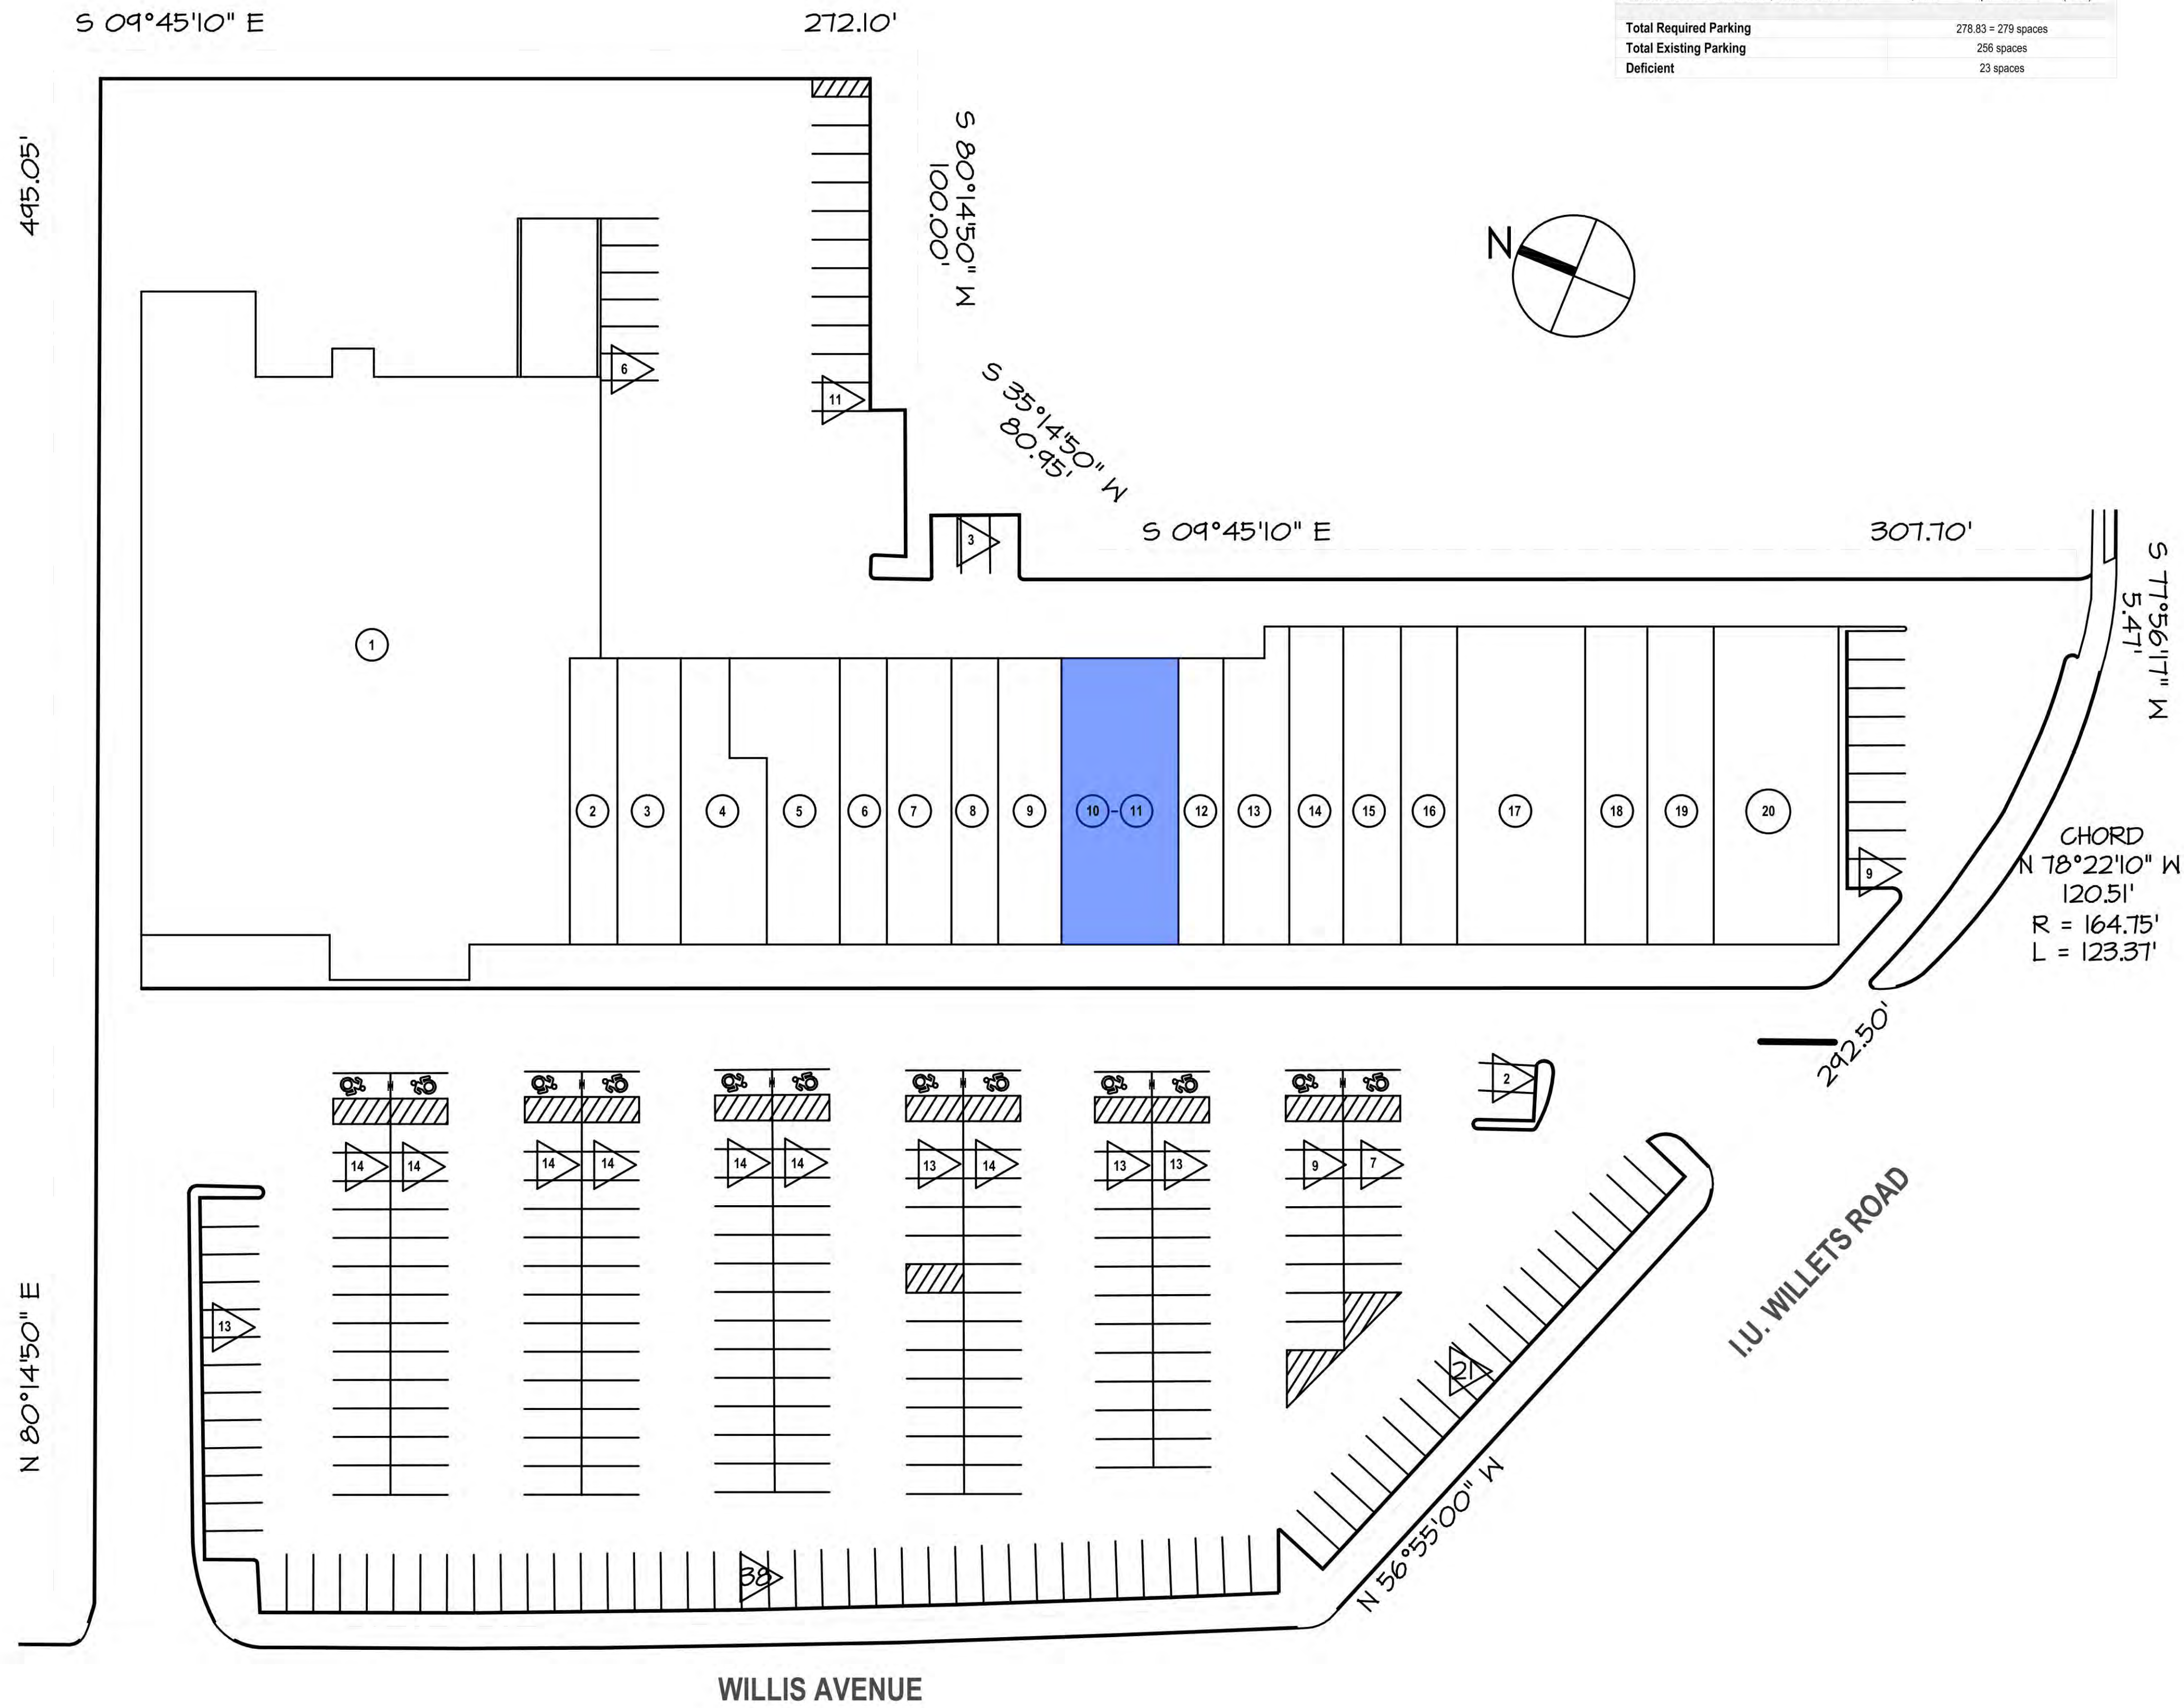 S 09°45'10" E
272.10'
Total Required Parking 278.83 = 279 spaces
Total Existing Parking 256 spaces
Deficient 23 spaces
495.05'
S 80°14'50" W
100.00'
N
6
11
S 35°14'50" W
80.95'
3
S 09°45'10" E
307.70'
S 77°56'17" W
5.47'
1
2
3
4
5
6
7
8
9
10 - 11
12
13
14
15
16
17
18
19
20
9
CHORD
N 78°22'10" W
120.51'
R = 164.75'
L = 123.37'
292.50'
2
14
14
14
14
14
14
13
14
13
13
9
7
I.U. WILLETS ROAD
N 80°14'50" E
13
21
38
N 56°55'00" W
WILLIS AVENUE